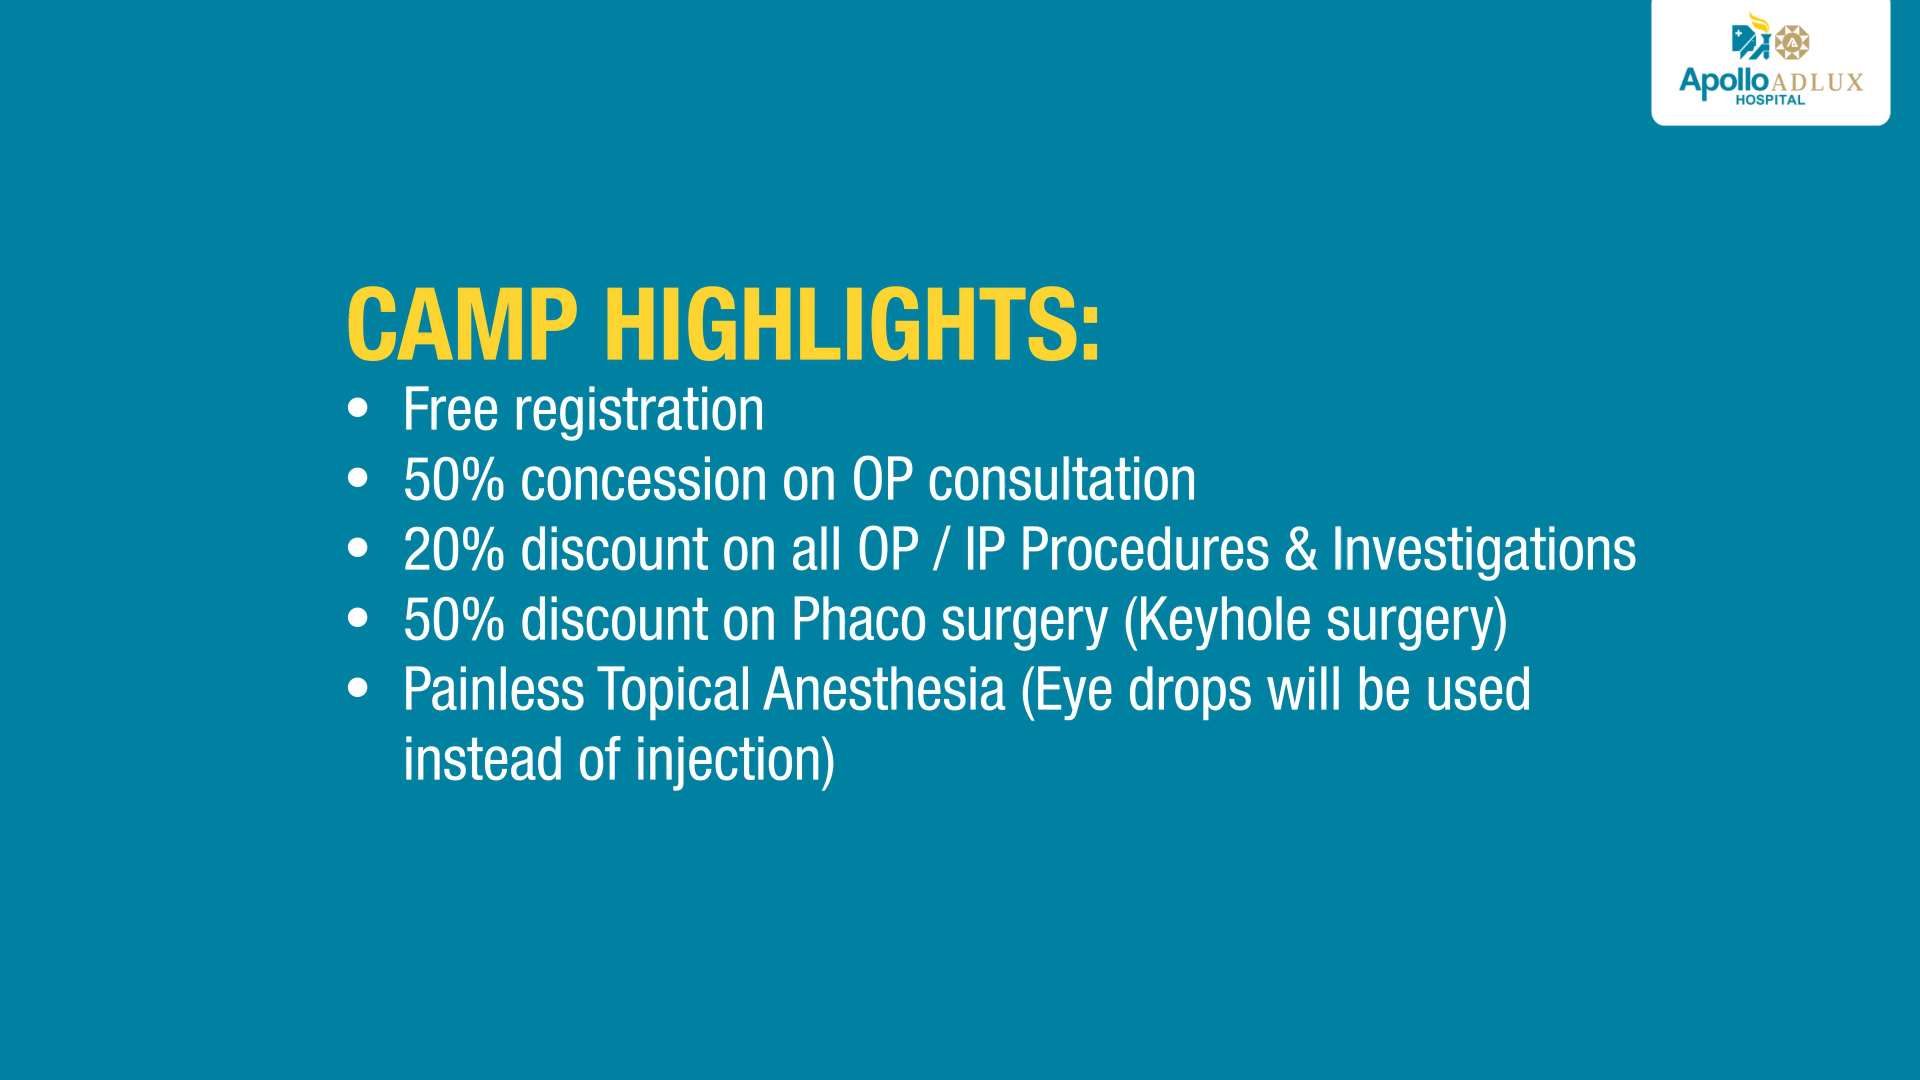 Apollo ADLUX
HOSPITAL
CAMP HIGHLIGHTS:
• Free registration
• 50% concession on OP consultation
• 20% discount on all OP / IP Procedures & Investigations
• 50% discount on Phaco surgery (Keyhole surgery)
• Painless Topical Anesthesia (Eye drops will be used
instead of injection)